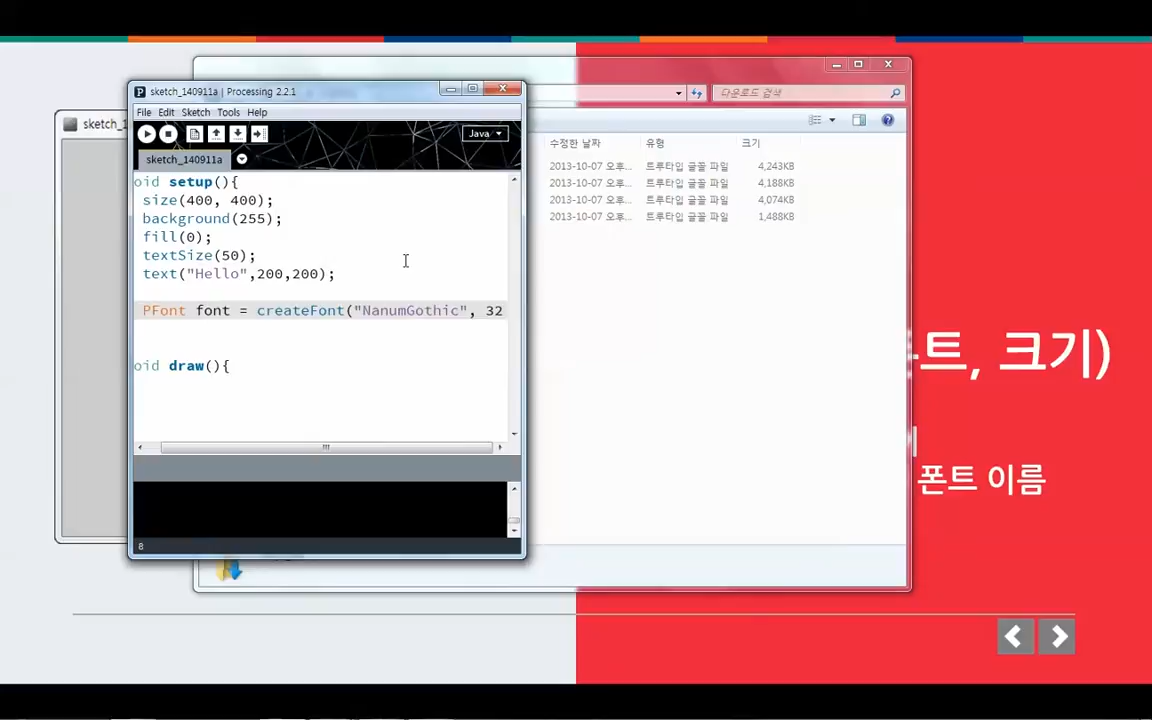 sketch_140911a | Processing 2.2.1
File Edit Sketch Tools Help
Java
sketch_140911a
oid setup(){
size(400, 400);
background(255);
fill(0);
textSize(50);
text("Hello",200,200);
PFont font = createFont("NanumGothic", 32
oid draw(){
8
sketch_1
다운로드 검색
수정한 날짜 유형 크기
2013-10-07 오후... 트루타입 글꼴 파일 4,243KB
2013-10-07 오후... 트루타입 글꼴 파일 4,188KB
2013-10-07 오후... 트루타입 글꼴 파일 4,074KB
2013-10-07 오후... 트루타입 글꼴 파일 1,488KB
트, 크기)
폰트 이름